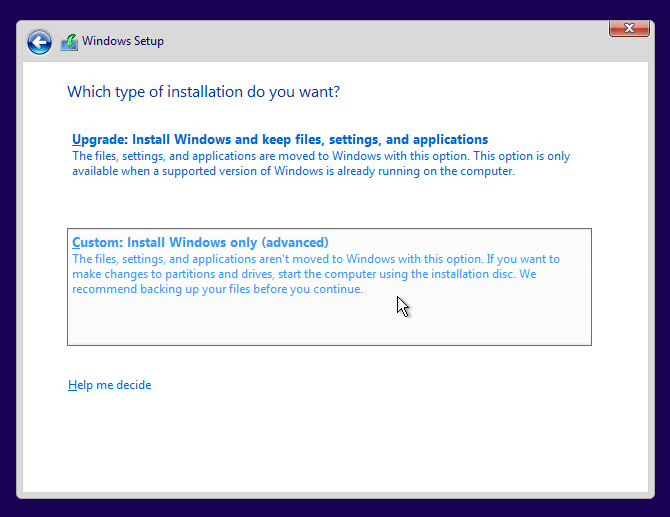 Windows Setup
Which type of installation do you want?
Upgrade: Install Windows and keep files, settings, and applications
The files, settings, and applications are moved to Windows with this option. This option is only
available when a supported version of Windows is already running on the computer.
Custom: Install Windows only (advanced)
The files, settings, and applications aren't moved to Windows with this option. If you want to
make changes to partitions and drives, start the computer using the installation disc. We
recommend backing up your files before you continue.
Help me decide